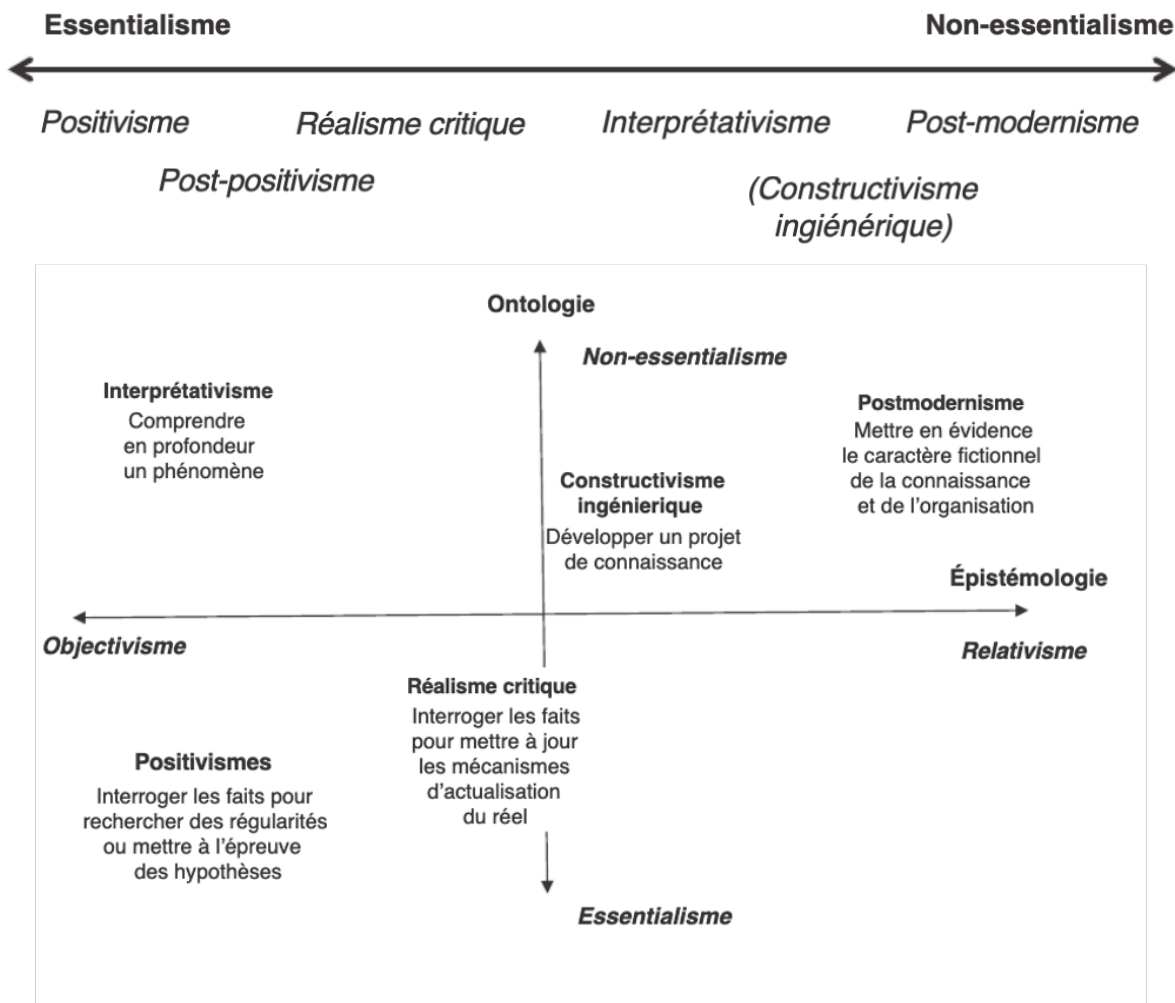 Essentialisme
Non-essentialisme
Positivisme
Réalisme critique
Interprétativisme
Post-modernisme
Post-positivisme
(Constructivisme
ingiénérique)
Ontologie
Non-essentialisme
Interprétativisme
Comprendre
en profondeur
un phénomène
Postmodernisme
Mettre en évidence
le caractère fictionnel
de la connaissance
et de l'organisation
Constructivisme
ingénierique
Développer un projet
de connaissance
Épistémologie
Objectivisme
Relativisme
Réalisme critique
Interroger les faits
pour mettre à jour
les mécanismes
d'actualisation
du réel
Positivismes
Interroger les faits pour
rechercher des régularités
ou mettre à l'épreuve
des hypothèses
Essentialisme